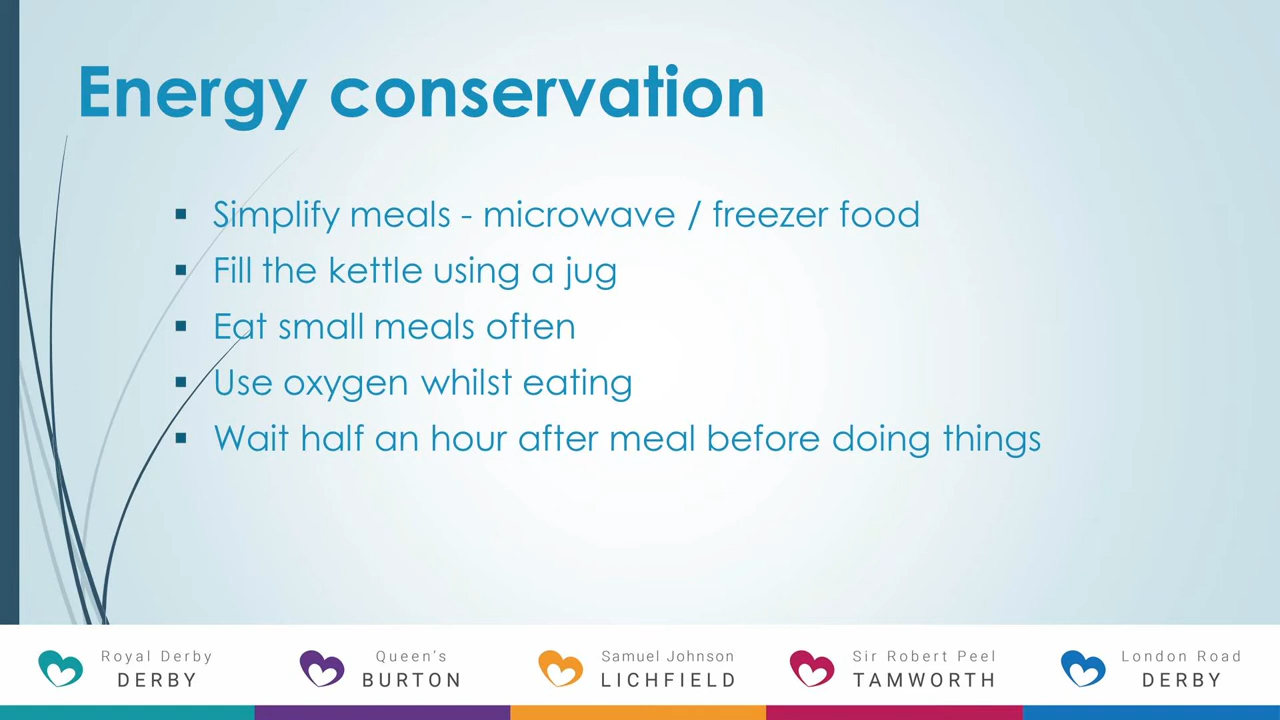 Energy conservation
Simplify meals - microwave / freezer food
Fill the kettle using a jug
Eat small meals often
Use oxygen whilst eating
Wait half an hour after meal before doing things
Royal Derby
DERBY
Queen's
BURTON
Samuel Johnson
LICHFIELD
Sir Robert Peel
TAMWORTH
London Road
DERBY